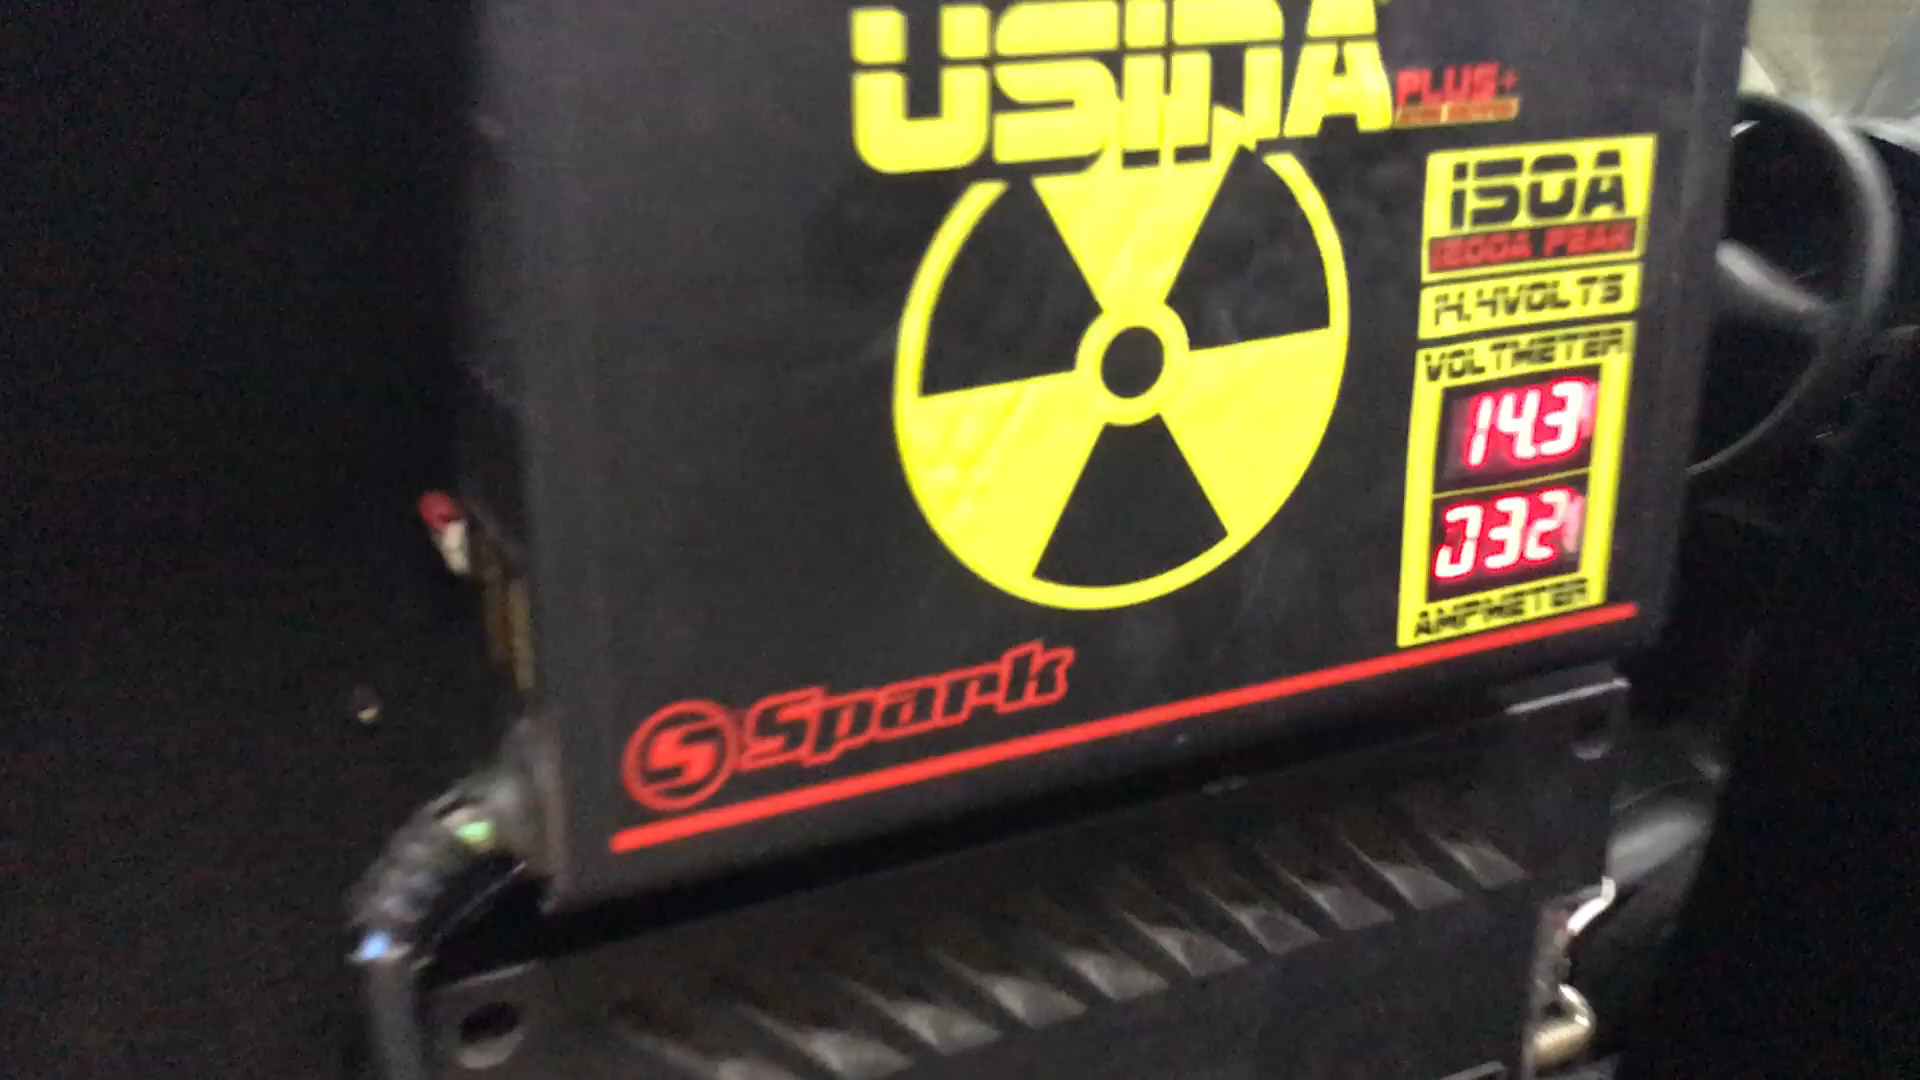 USINA
PLUS+
150A
1200A PEAK
14.4VOLTS
VOLTMETER
14.3
032
AMPMETER
S Spark